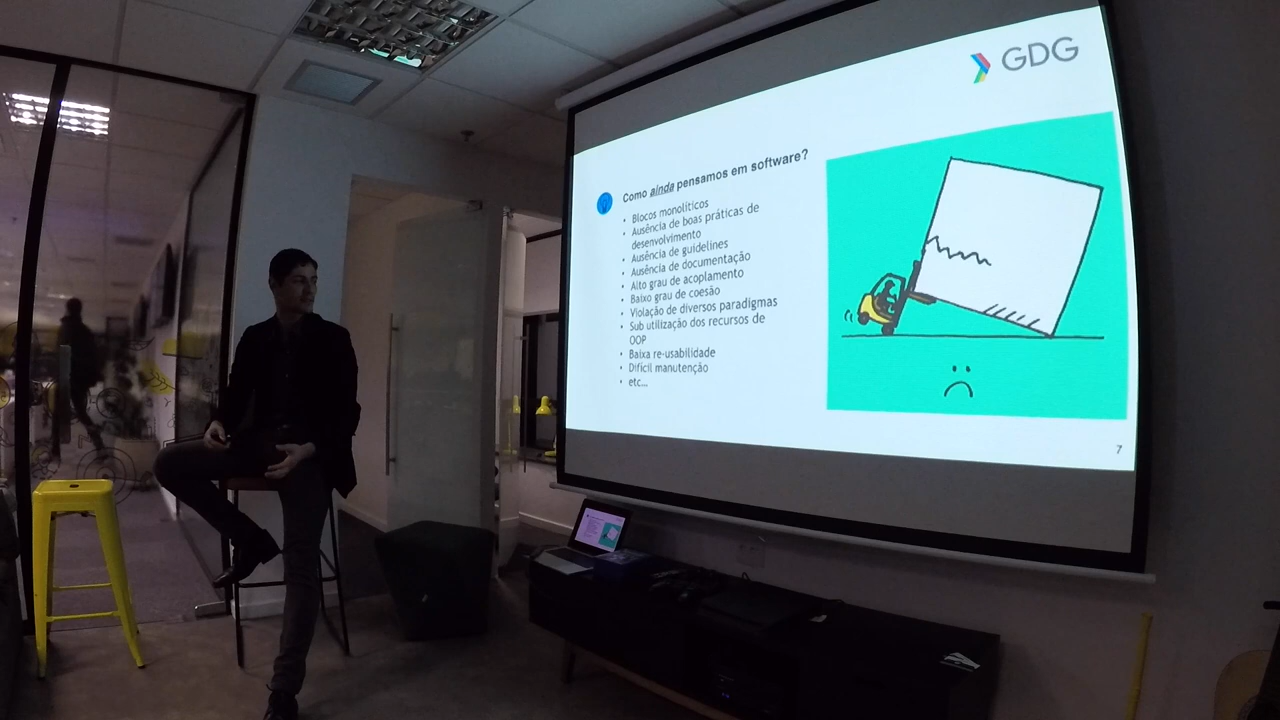 GDG
Como ainda pensamos em software?
• Blocos monolíticos
• Ausência de boas práticas de
desenvolvimento
• Ausência de guidelines
• Ausência de documentação
• Alto grau de acoplamento
• Baixo grau de coesão
• Violação de diversos paradigmas
• Sub utilização dos recursos de
OOP
• Baixa re-usabilidade
• Difícil manutenção
• etc...
7